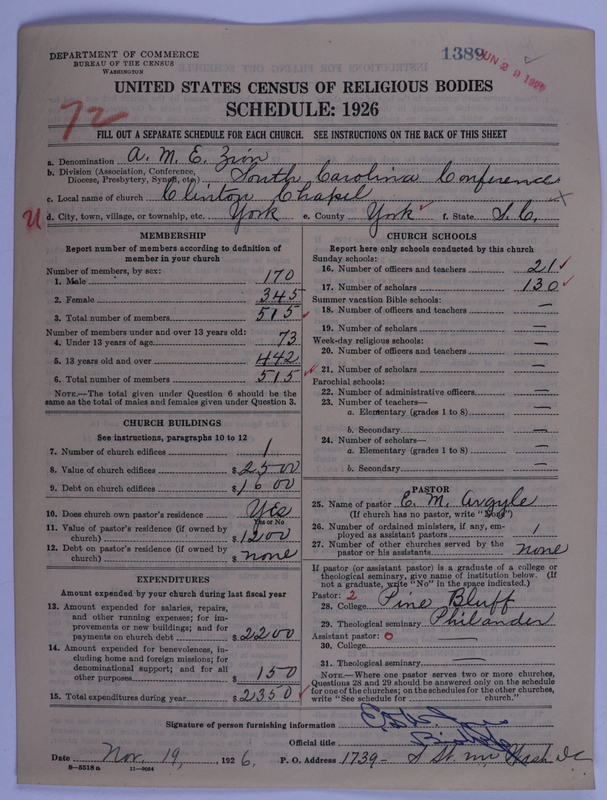 DEPARTMENT OF COMMERCE
BUREAU OF THE CENSUS
WASHINGTON
1389
JUN 29 1928
UNITED STATES CENSUS OF RELIGIOUS BODIES
SCHEDULE: 1926
72
FILL OUT A SEPARATE SCHEDULE FOR EACH CHURCH. SEE INSTRUCTIONS ON THE BACK OF THIS SHEET
a. Denomination A. M. E. Zion
b. Division (Association, Conference, Diocese, Presbytery, Synod, etc.) South Carolina Conference
c. Local name of church Clinton Chapel
d. City, town, village, or township, etc. York e. County York f. State S. C.
MEMBERSHIP
Report number of members according to definition of member in your church
Number of members, by sex:
1. Male 170
2. Female 345
3. Total number of members 515
Number of members under and over 13 years old:
4. Under 13 years of age 73
5. 13 years old and over 442
6. Total number of members 515
NOTE.—The total given under Question 6 should be the same as the total of males and females given under Question 3.
CHURCH BUILDINGS
See instructions, paragraphs 10 to 12
7. Number of church edifices 1
8. Value of church edifices $2500
9. Debt on church edifices $1600
10. Does church own pastor's residence Yes
Yes or No
11. Value of pastor's residence (if owned by church) $1200
12. Debt on pastor's residence (if owned by church) $none
EXPENDITURES
Amount expended by your church during last fiscal year
13. Amount expended for salaries, repairs, and other running expenses; for improvements or new buildings; and for payments on church debt $2200
14. Amount expended for benevolences, including home and foreign missions; for denominational support; and for all other purposes $150
15. Total expenditures during year $2350
CHURCH SCHOOLS
Report here only schools conducted by this church
Sunday schools:
16. Number of officers and teachers 21
17. Number of scholars 130
Summer vacation Bible schools:
18. Number of officers and teachers —
19. Number of scholars —
Week-day religious schools:
20. Number of officers and teachers —
21. Number of scholars —
Parochial schools:
22. Number of administrative officers —
23. Number of teachers—
a. Elementary (grades 1 to 8) —
b. Secondary —
24. Number of scholars—
a. Elementary (grades 1 to 8) —
b. Secondary —
PASTOR
25. Name of pastor E. M. Argyle
(If church has no pastor, write "None")
26. Number of ordained ministers, if any, employed as assistant pastors 1
27. Number of other churches served by the pastor or his assistants none
If pastor (or assistant pastor) is a graduate of a college or theological seminary, give name of institution below. (If not a graduate, write "No" in the space indicated.)
Pastor: 2
28. College Pine Bluff
29. Theological seminary Philander
Assistant pastor: 0
30. College —
31. Theological seminary —
NOTE.—Where one pastor serves two or more churches, Questions 28 and 29 should be answered only on the schedule for one of the churches; on the schedules for the other churches, write "See schedule for church."
Signature of person furnishing information
Official title Bishop
Date Nov. 19, 1926. P. O. Address 1739- S St. nw Wash DC
8—5518a 11—9084